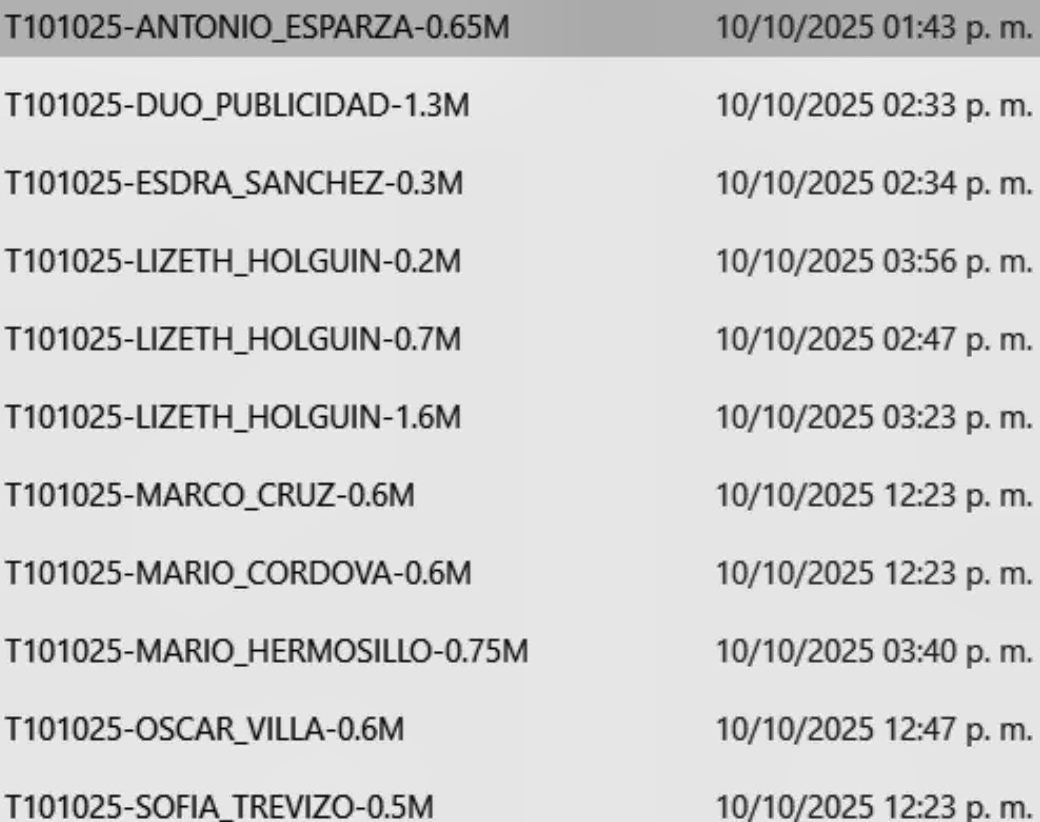 T101025-ANTONIO_ESPARZA-0.65M 10/10/2025 01:43 p. m.
T101025-DUO_PUBLICIDAD-1.3M 10/10/2025 02:33 p. m.
T101025-ESDRA_SANCHEZ-0.3M 10/10/2025 02:34 p. m.
T101025-LIZETH_HOLGUIN-0.2M 10/10/2025 03:56 p. m.
T101025-LIZETH_HOLGUIN-0.7M 10/10/2025 02:47 p. m.
T101025-LIZETH_HOLGUIN-1.6M 10/10/2025 03:23 p. m.
T101025-MARCO_CRUZ-0.6M 10/10/2025 12:23 p. m.
T101025-MARIO_CORDOVA-0.6M 10/10/2025 12:23 p. m.
T101025-MARIO_HERMOSILLO-0.75M 10/10/2025 03:40 p. m.
T101025-OSCAR_VILLA-0.6M 10/10/2025 12:47 p. m.
T101025-SOFIA_TREVIZO-0.5M 10/10/2025 12:23 p. m.